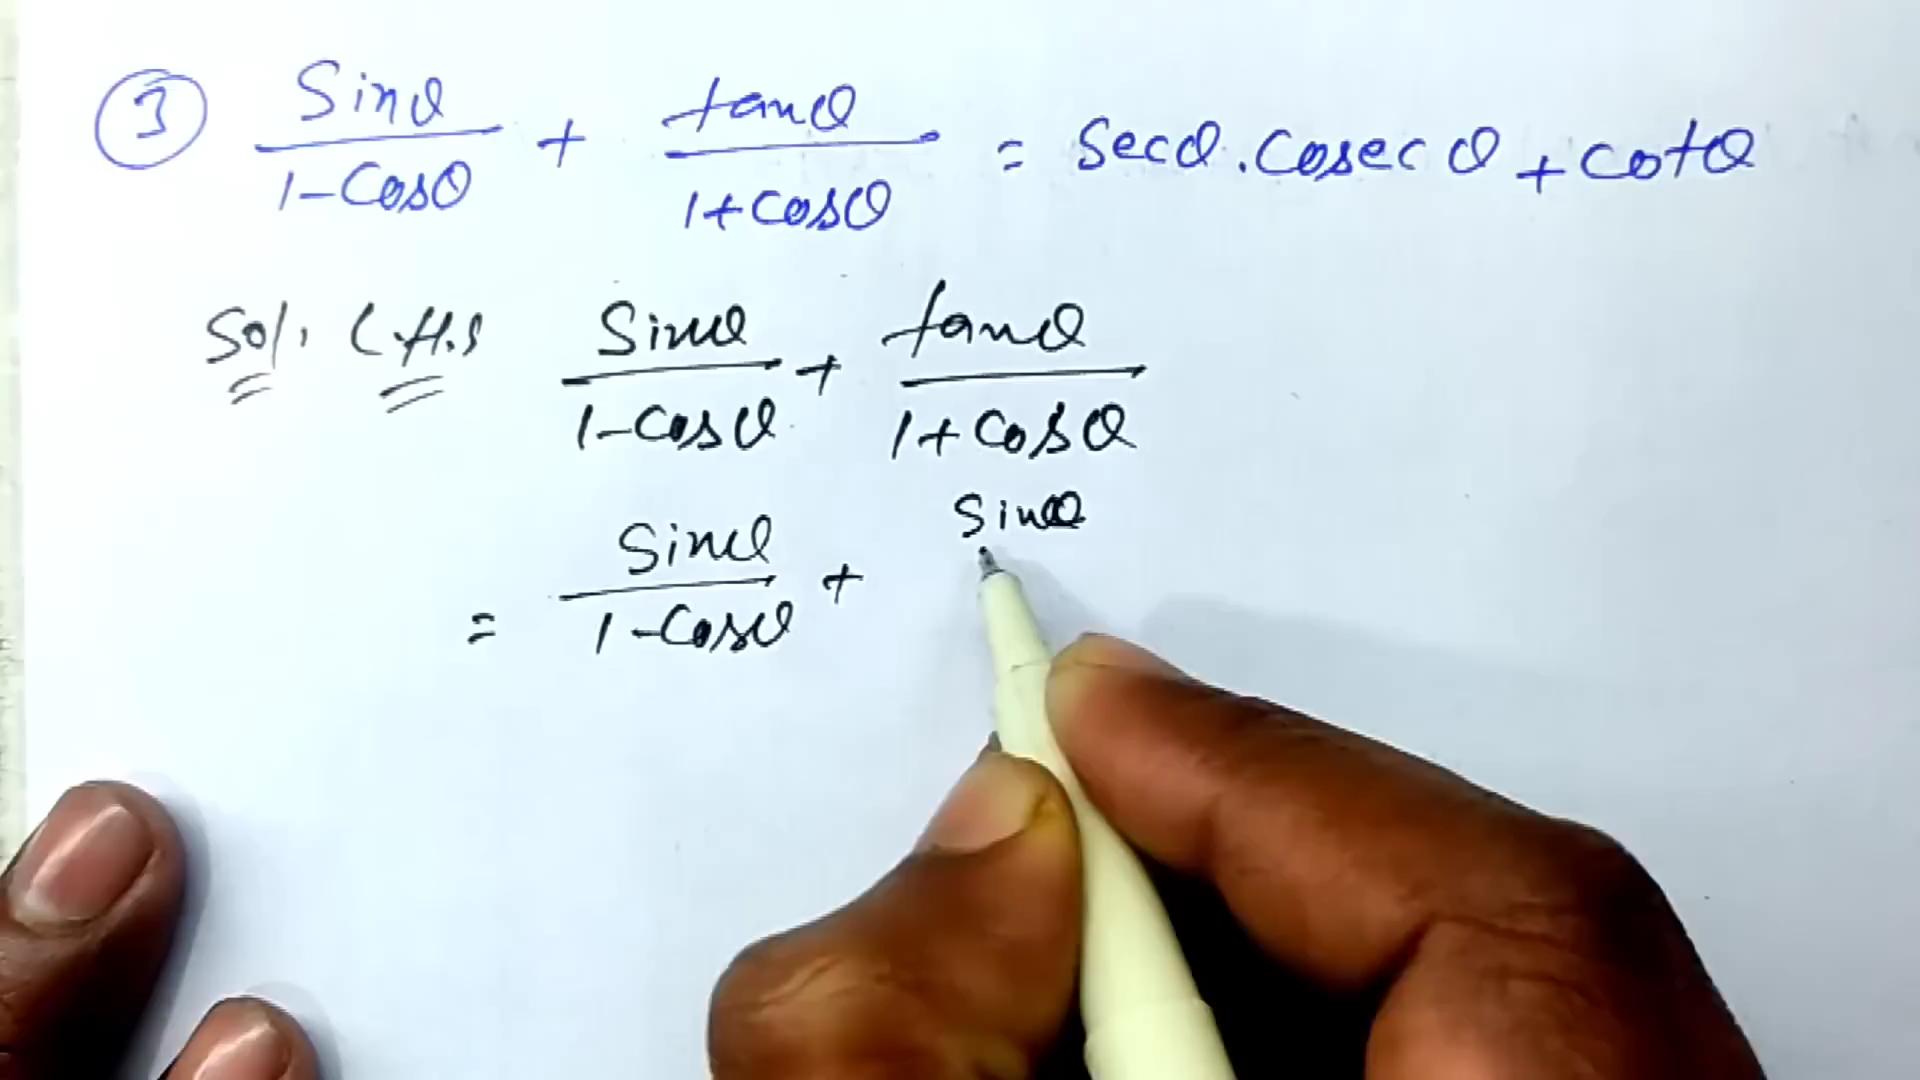 ③ Sinθ/1-Cosθ + tanθ/1+cosθ = Secθ.Cosecθ+cotθ
Sol. L.H.S Sinθ/1-Cosθ + tanθ/1+Cosθ
= Sinθ/1-Cosθ + Sinθ